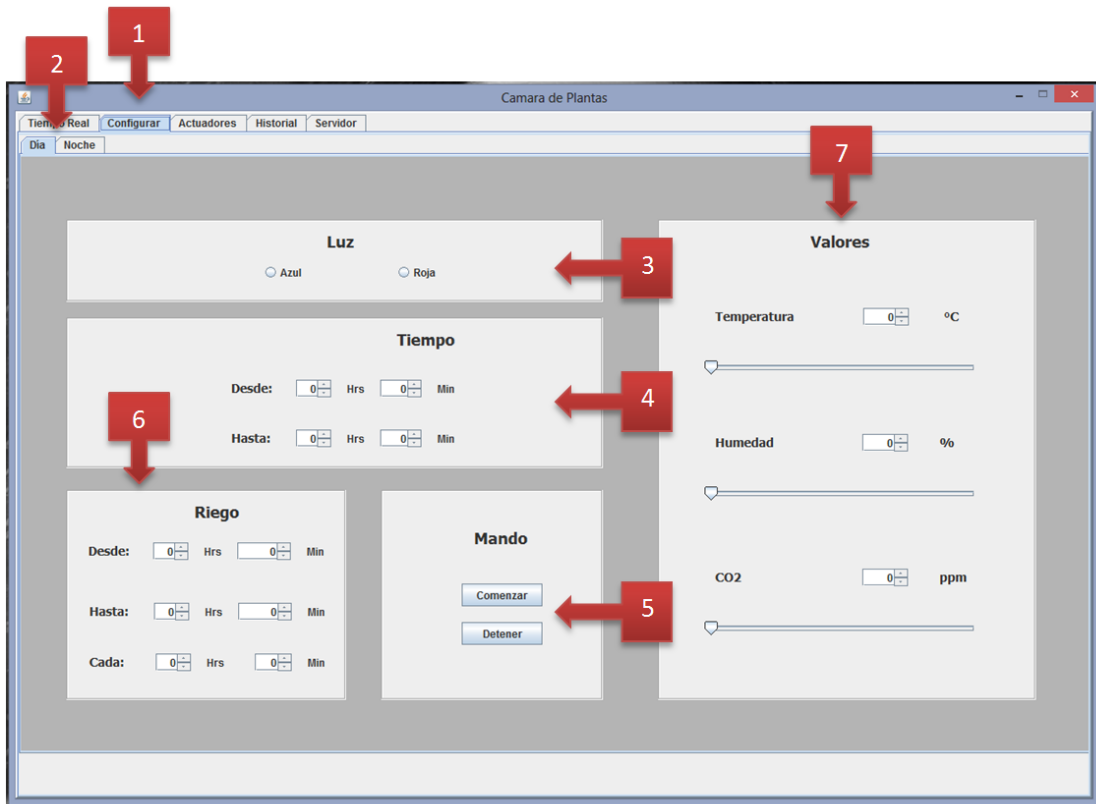 1
2
Camara de Plantas
Tiempo Real Configurar Actuadores Historial Servidor
Día Noche
7
Luz
Azul Roja
3
Valores
Temperatura 0 ºC
Tiempo
Desde: 0 Hrs 0 Min
Hasta: 0 Hrs 0 Min
4
Humedad 0 %
6
Riego
Desde: 0 Hrs 0 Min
Hasta: 0 Hrs 0 Min
Cada: 0 Hrs 0 Min
Mando
Comenzar
Detener
5
CO2 0 ppm